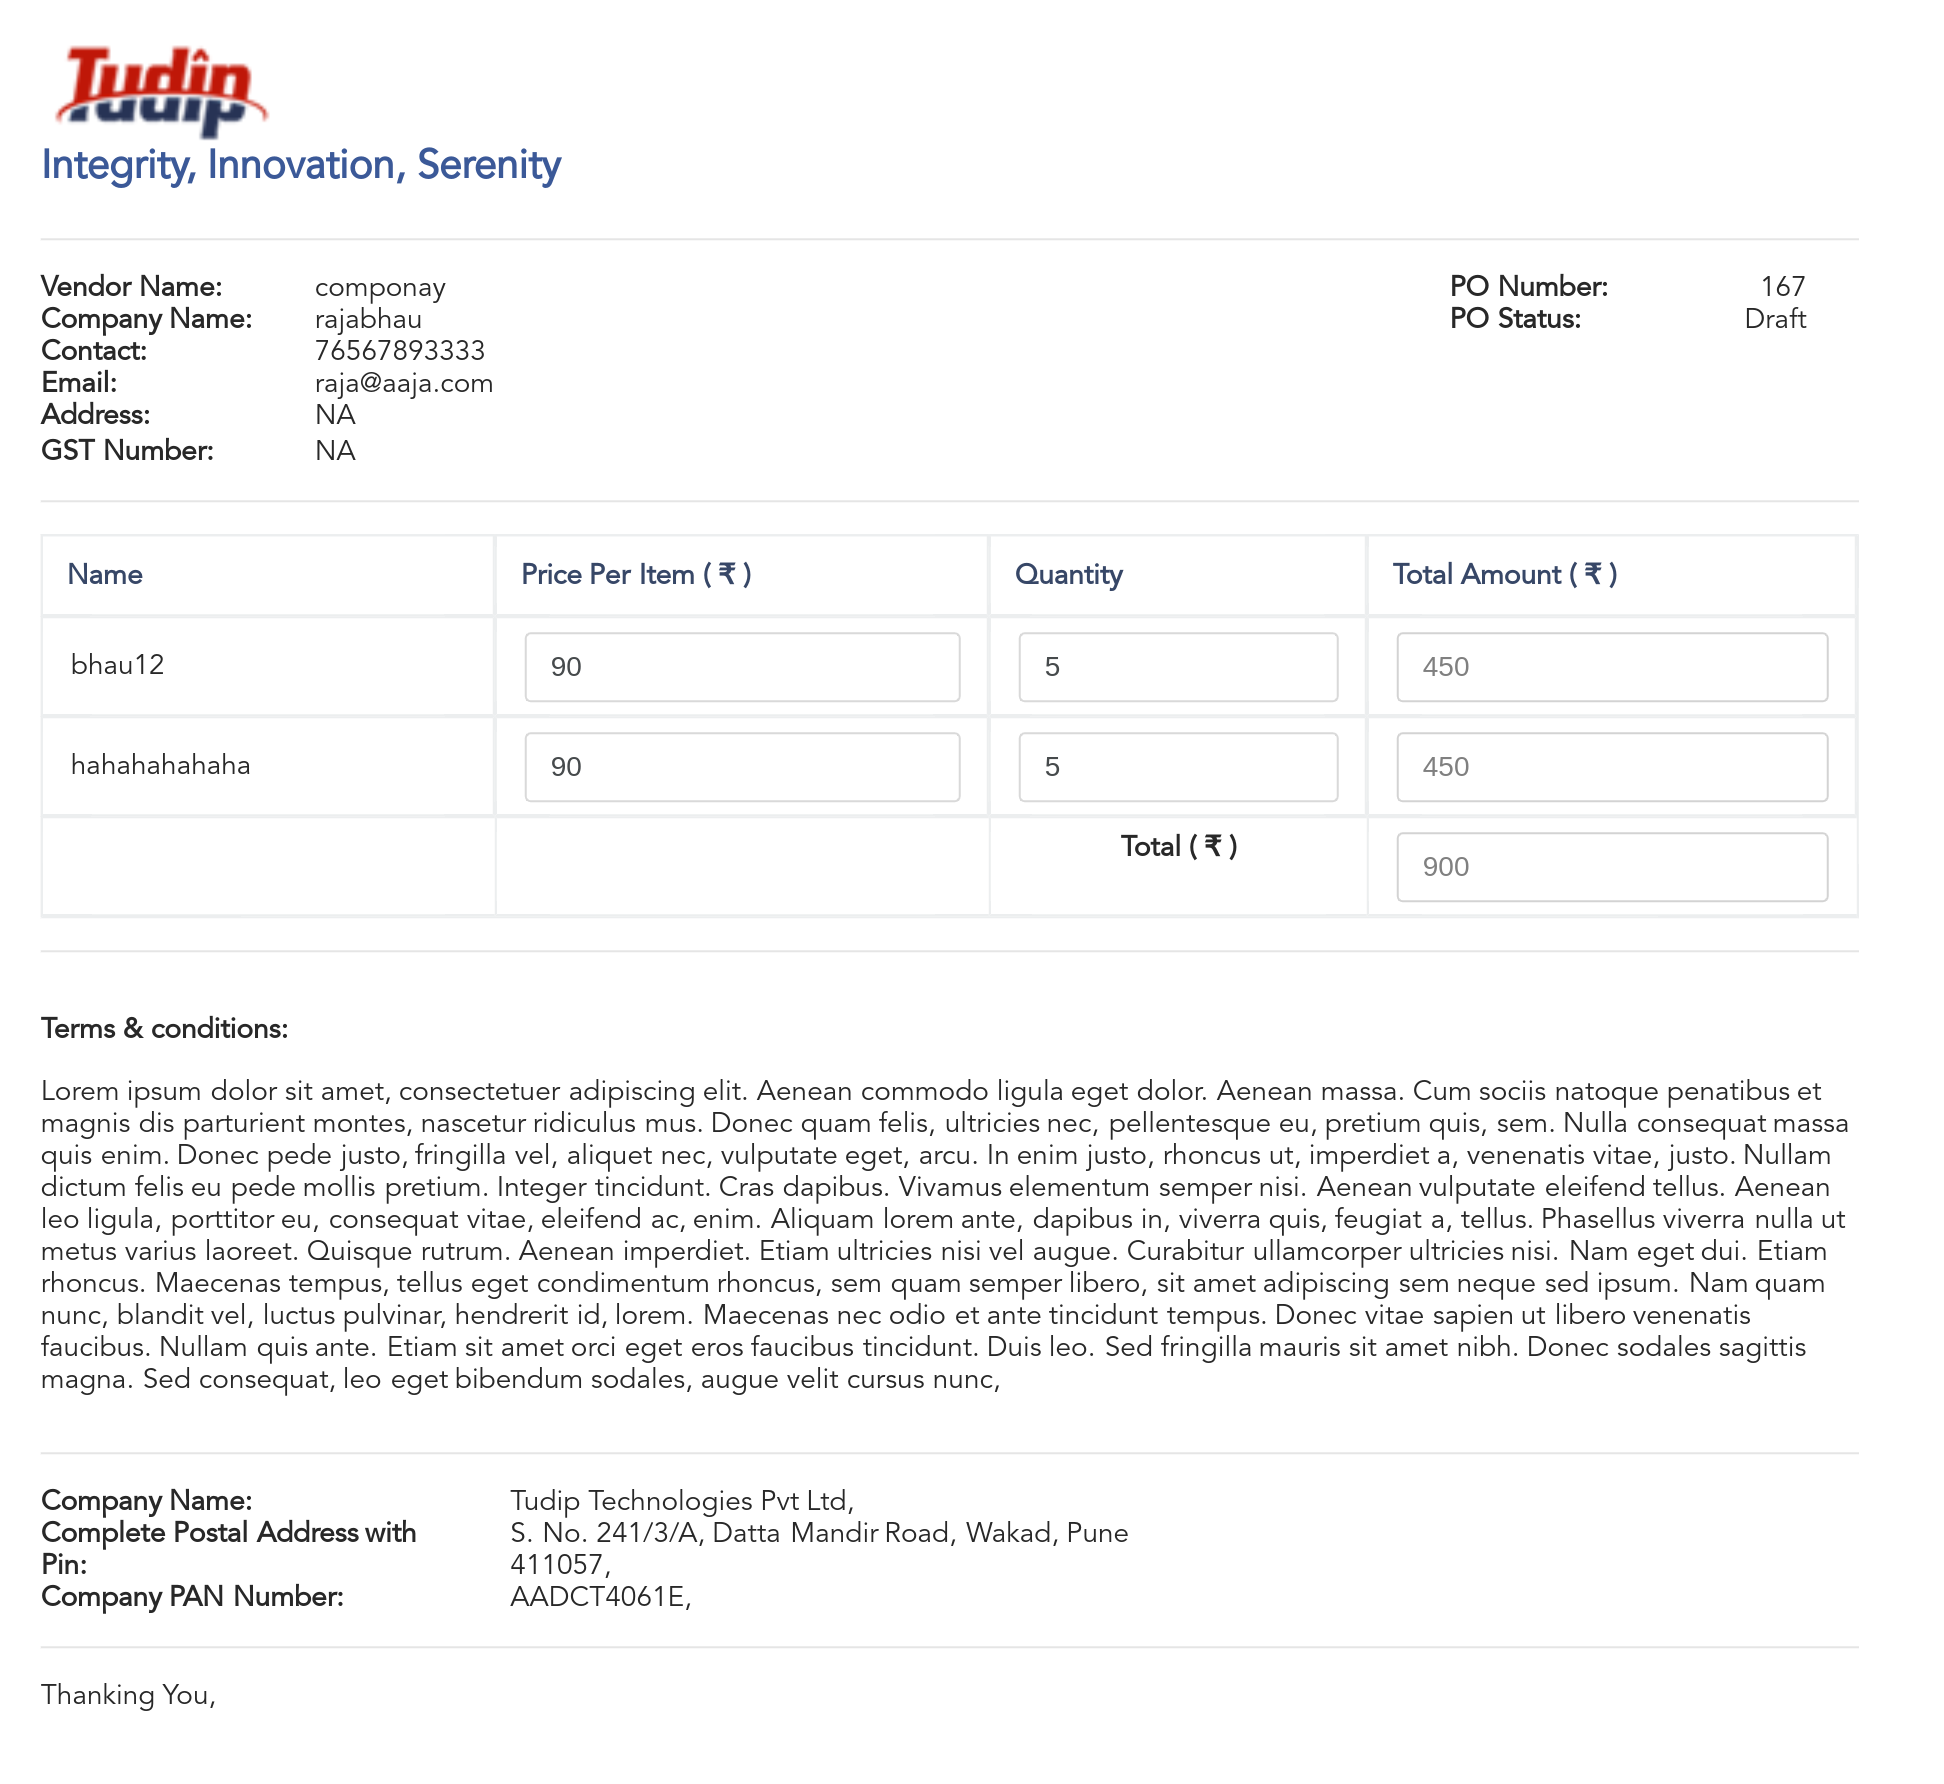 Tudip
Integrity, Innovation, Serenity
Vendor Name: componay PO Number: 167
Company Name: rajabhau PO Status: Draft
Contact: 76567893333
Email: raja@aaja.com
Address: NA
GST Number: NA
Name Price Per Item ( ₹ ) Quantity Total Amount ( ₹ )
bhau12 90 5 450
hahahahahaha 90 5 450
Total ( ₹ ) 900
Terms & conditions:
Lorem ipsum dolor sit amet, consectetuer adipiscing elit. Aenean commodo ligula eget dolor. Aenean massa. Cum sociis natoque penatibus et
magnis dis parturient montes, nascetur ridiculus mus. Donec quam felis, ultricies nec, pellentesque eu, pretium quis, sem. Nulla consequat massa
quis enim. Donec pede justo, fringilla vel, aliquet nec, vulputate eget, arcu. In enim justo, rhoncus ut, imperdiet a, venenatis vitae, justo. Nullam
dictum felis eu pede mollis pretium. Integer tincidunt. Cras dapibus. Vivamus elementum semper nisi. Aenean vulputate eleifend tellus. Aenean
leo ligula, porttitor eu, consequat vitae, eleifend ac, enim. Aliquam lorem ante, dapibus in, viverra quis, feugiat a, tellus. Phasellus viverra nulla ut
metus varius laoreet. Quisque rutrum. Aenean imperdiet. Etiam ultricies nisi vel augue. Curabitur ullamcorper ultricies nisi. Nam eget dui. Etiam
rhoncus. Maecenas tempus, tellus eget condimentum rhoncus, sem quam semper libero, sit amet adipiscing sem neque sed ipsum. Nam quam
nunc, blandit vel, luctus pulvinar, hendrerit id, lorem. Maecenas nec odio et ante tincidunt tempus. Donec vitae sapien ut libero venenatis
faucibus. Nullam quis ante. Etiam sit amet orci eget eros faucibus tincidunt. Duis leo. Sed fringilla mauris sit amet nibh. Donec sodales sagittis
magna. Sed consequat, leo eget bibendum sodales, augue velit cursus nunc,
Company Name: Tudip Technologies Pvt Ltd,
Complete Postal Address with S. No. 241/3/A, Datta Mandir Road, Wakad, Pune
Pin: 411057,
Company PAN Number: AADCT4061E,
Thanking You,